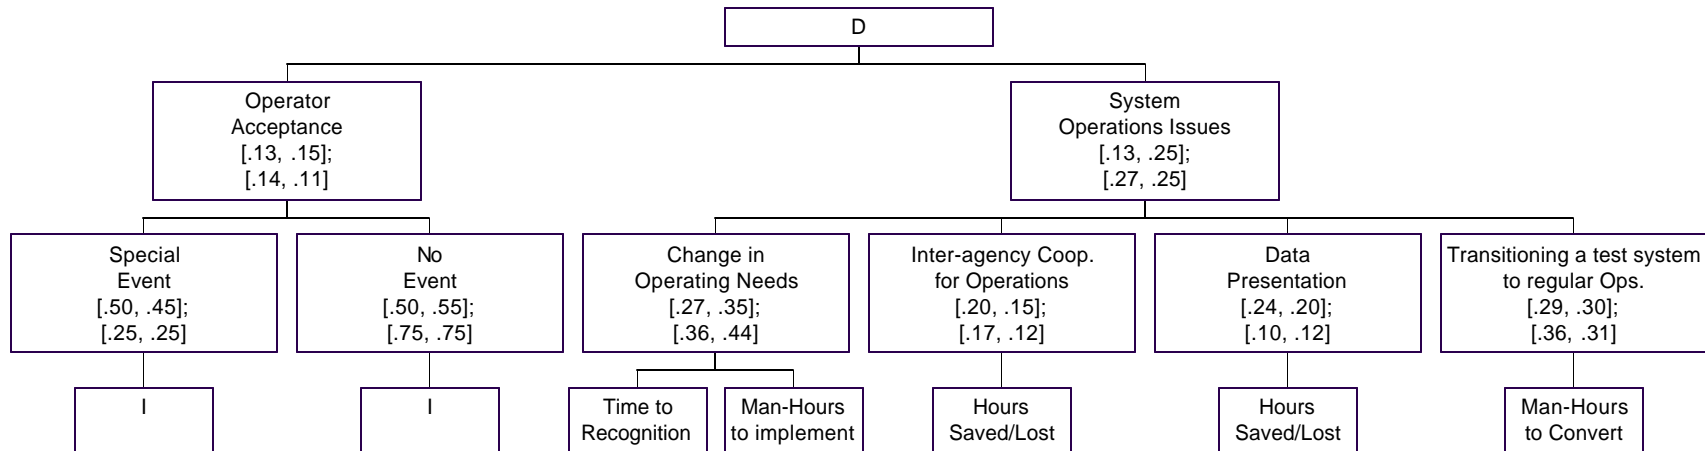 D
Operator
Acceptance
[.13, .15];
[.14, .11]
System
Operations Issues
[.13, .25];
[.27, .25]
Special
Event
[.50, .45];
[.25, .25]
No
Event
[.50, .55];
[.75, .75]
Change in
Operating Needs
[.27, .35];
[.36, .44]
Inter-agency Coop.
for Operations
[.20, .15];
[.17, .12]
Data
Presentation
[.24, .20];
[.10, .12]
Transitioning a test system
to regular Ops.
[.29, .30];
[.36, .31]
I
I
Time to
Recognition
Man-Hours
to implement
Hours
Saved/Lost
Hours
Saved/Lost
Man-Hours
to Convert